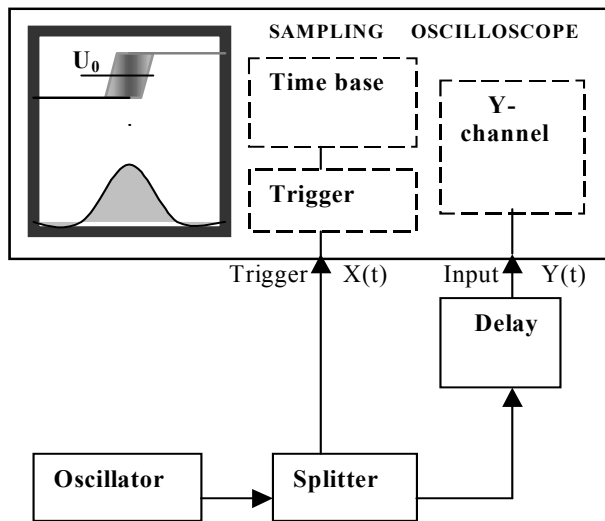 SAMPLING OSCILLOSCOPE
U₀
Time base
Y-
channel
Trigger
Trigger X(t) Input Y(t)
Delay
Oscillator
Splitter